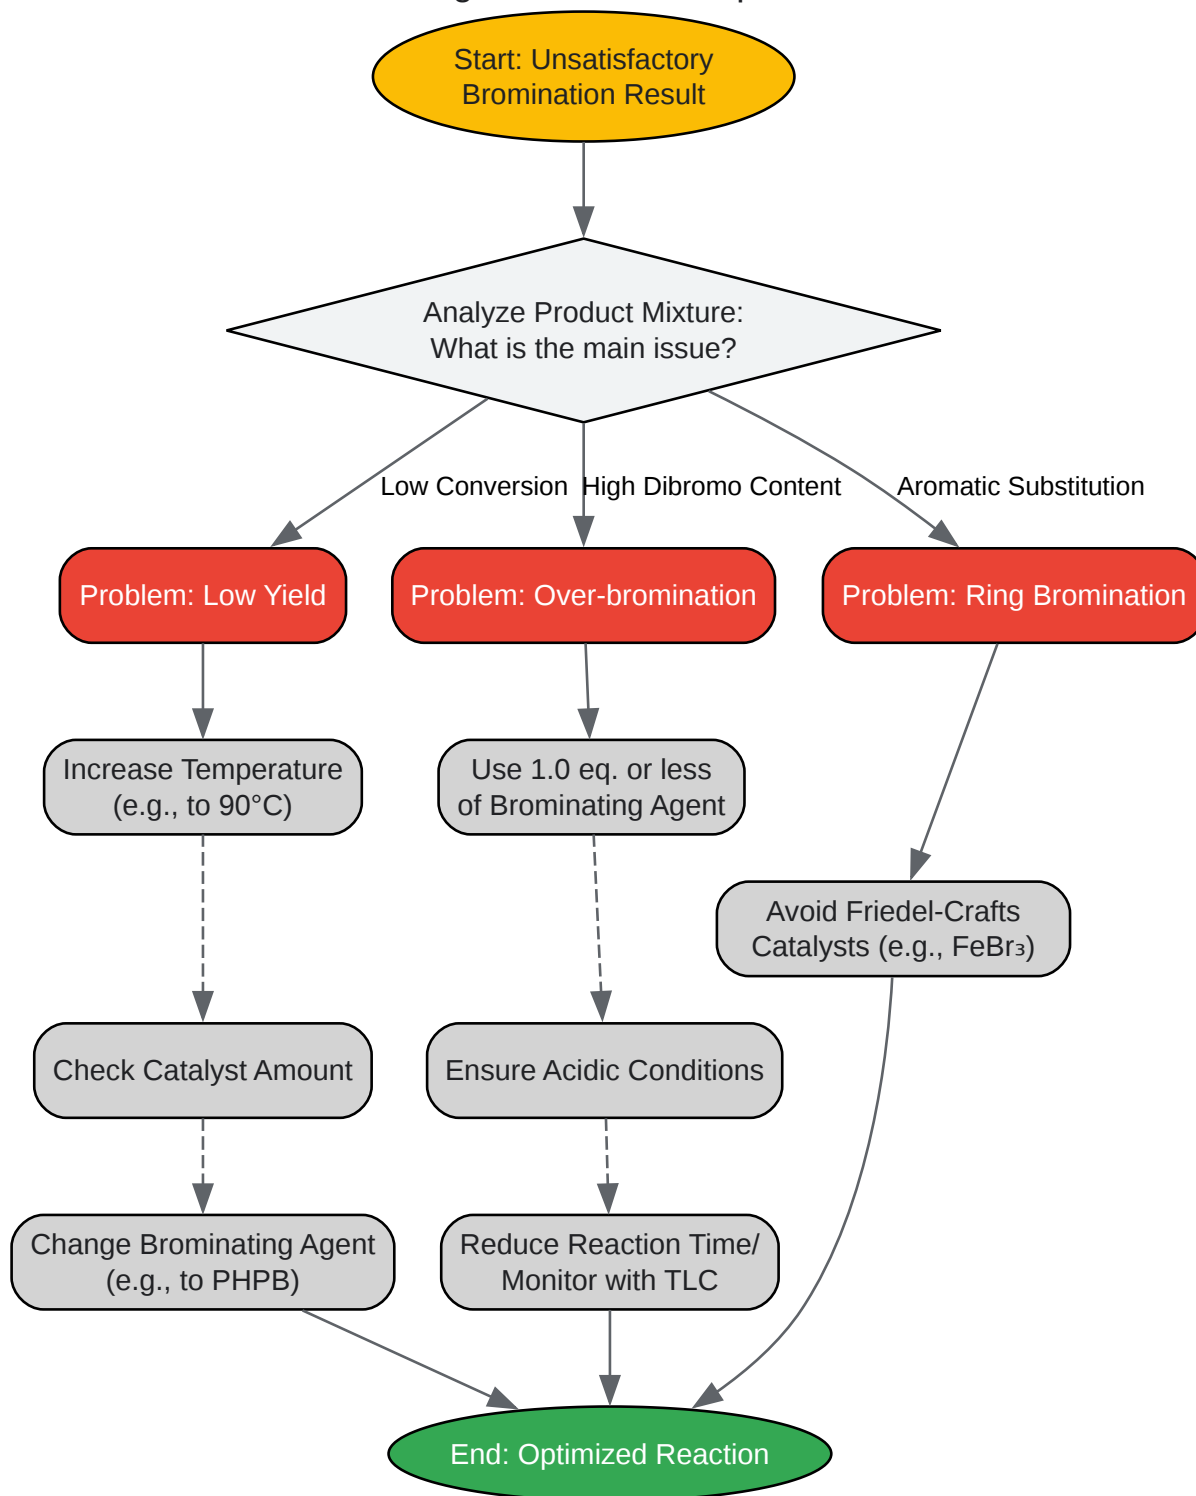 Start: Unsatisfactory
Bromination Result
Analyze Product Mixture:
What is the main issue?
Low Conversion
High Dibromo Content
Aromatic Substitution
Problem: Low Yield
Problem: Over-bromination
Problem: Ring Bromination
Increase Temperature
(e.g., to 90°C)
Use 1.0 eq. or less
of Brominating Agent
Avoid Friedel-Crafts
Catalysts (e.g., FeBr₃)
Check Catalyst Amount
Ensure Acidic Conditions
Change Brominating Agent
(e.g., to PHPB)
Reduce Reaction Time/
Monitor with TLC
End: Optimized Reaction